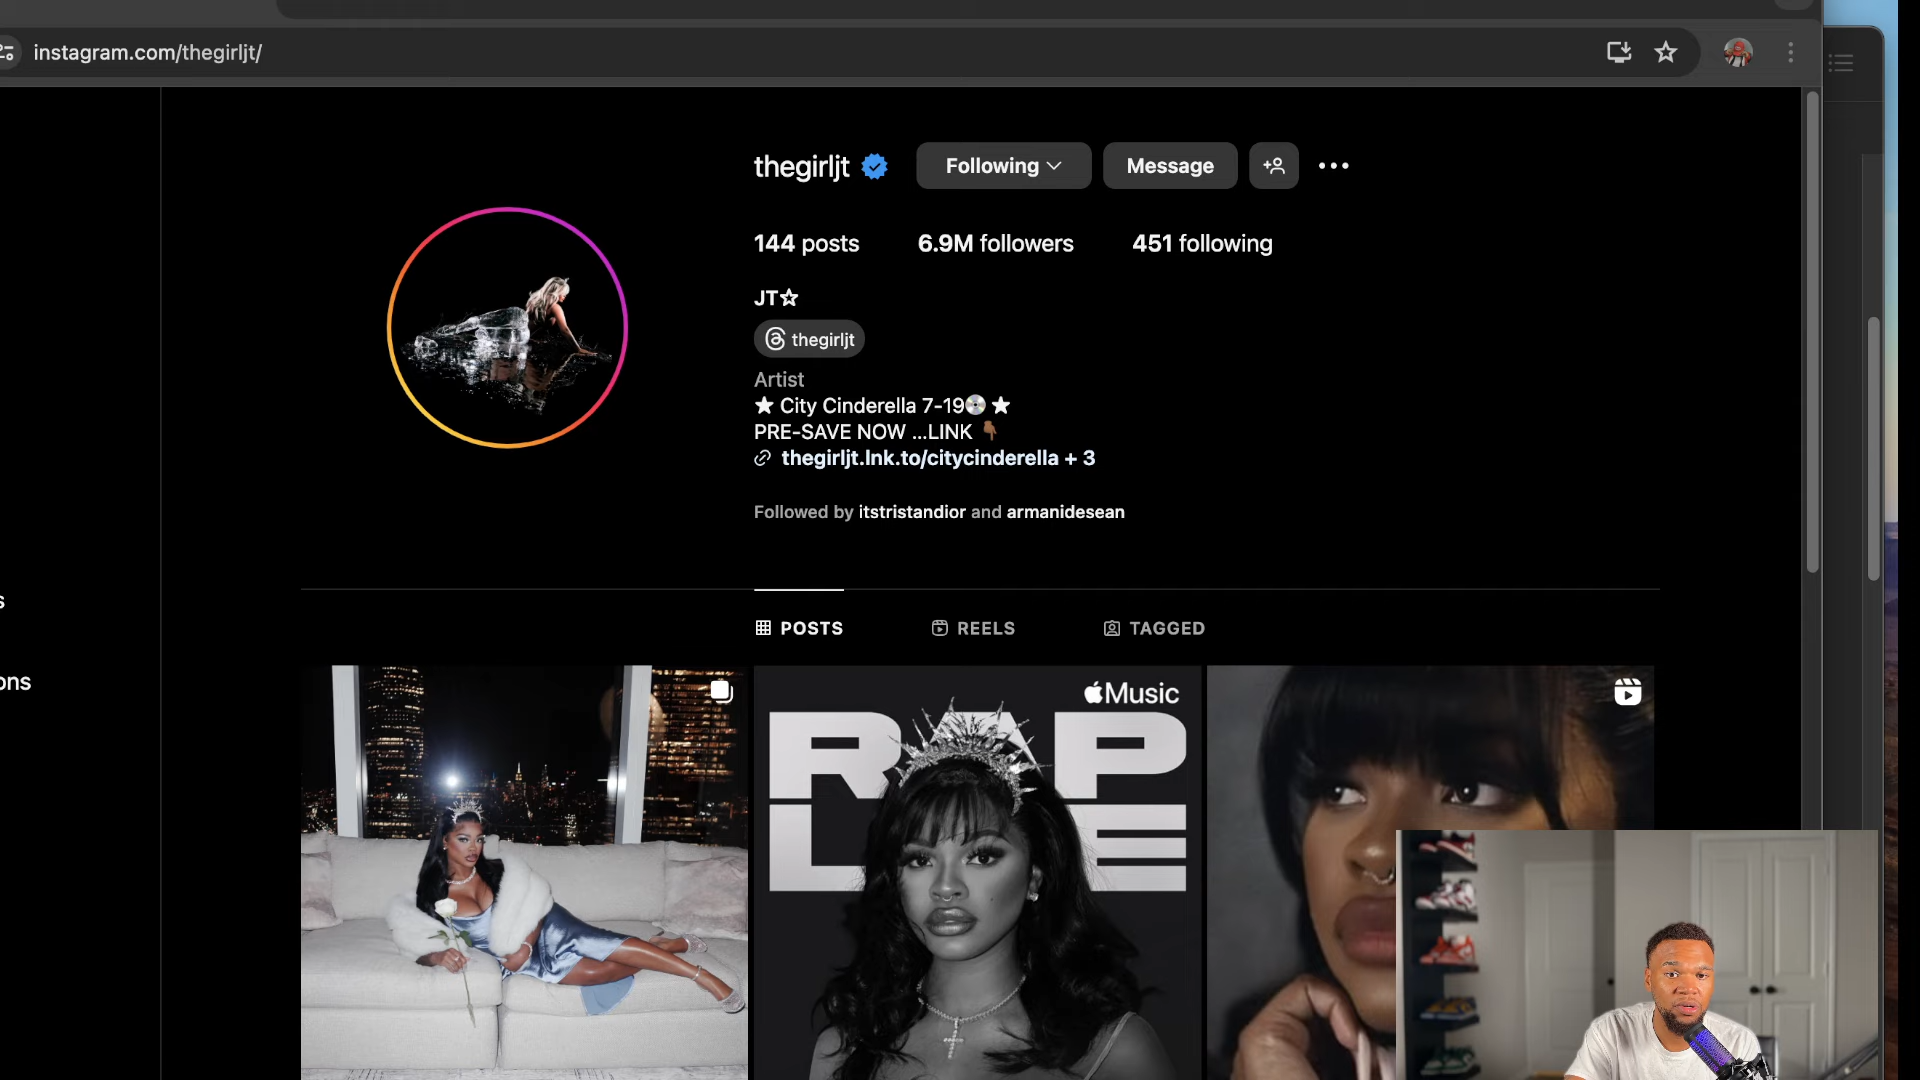 instagram.com/thegirljt/
thegirljt
Following
Message
144 posts
6.9M followers
451 following
JT☆
thegirljt
Artist
★ City Cinderella 7-19💿 ★
PRE-SAVE NOW ...LINK 👇🏾
thegirljt.lnk.to/citycinderella + 3
Followed by itstristandior and armanidesean
s
ons
POSTS
REELS
TAGGED
Music
RAP